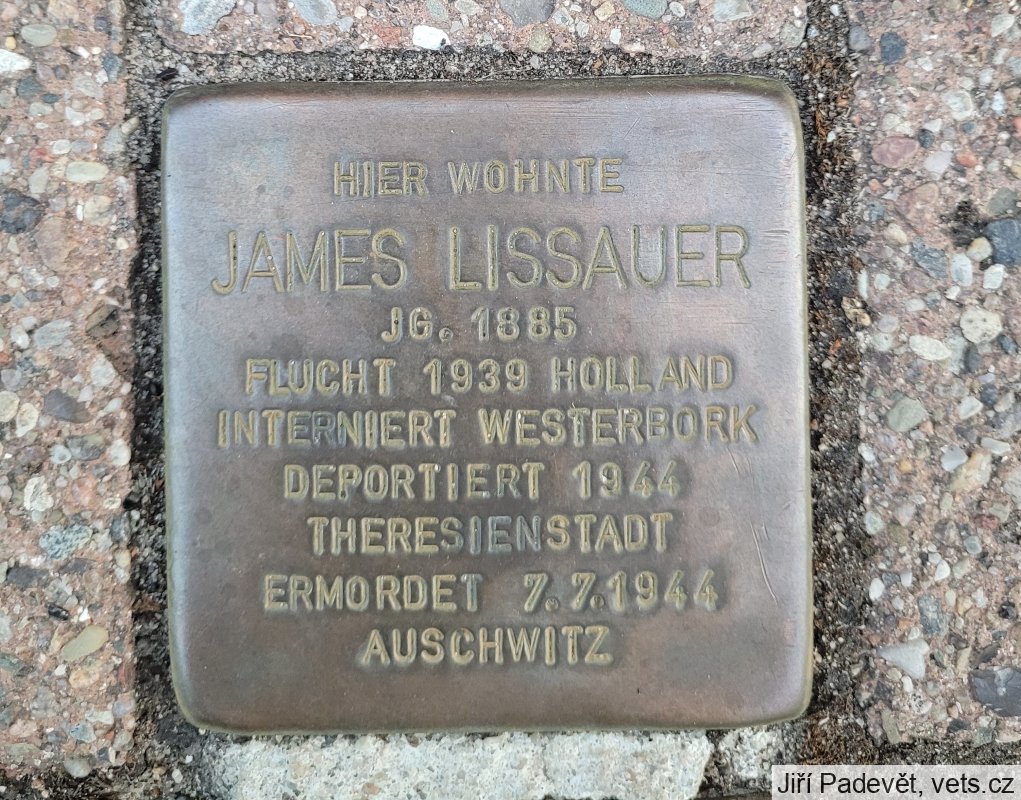 HIER WOHNTE
JAMES LISSAUER
JG. 1885
FLUCHT 1939 HOLLAND
INTERNIERT WESTERBORK
DEPORTIERT 1944
THERESIENSTADT
ERMORDET 7.7.1944
AUSCHWITZ
Jiří Padevět, vets.cz